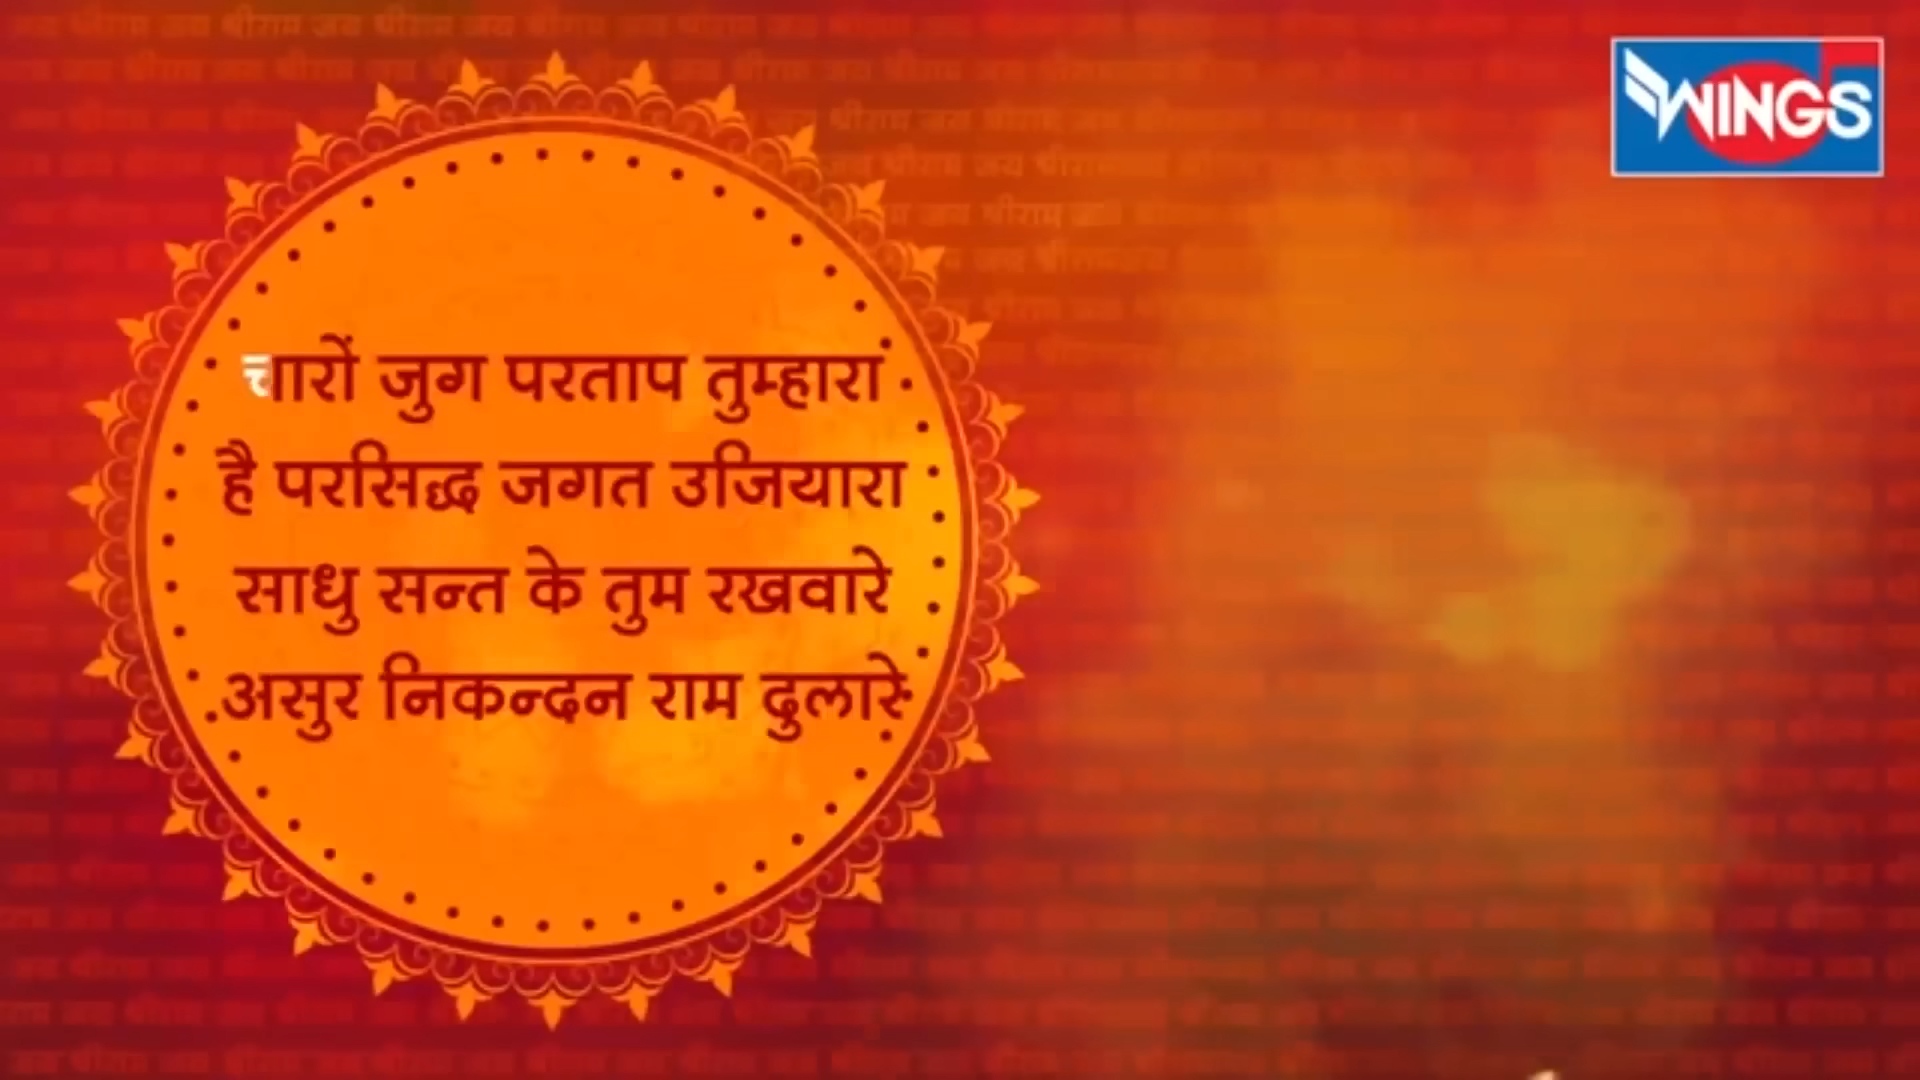 WINGS
चारों जुग परताप तुम्हारा
है परसिद्ध जगत उजियारा
साधु सन्त के तुम रखवारे
असुर निकन्दन राम दुलारे